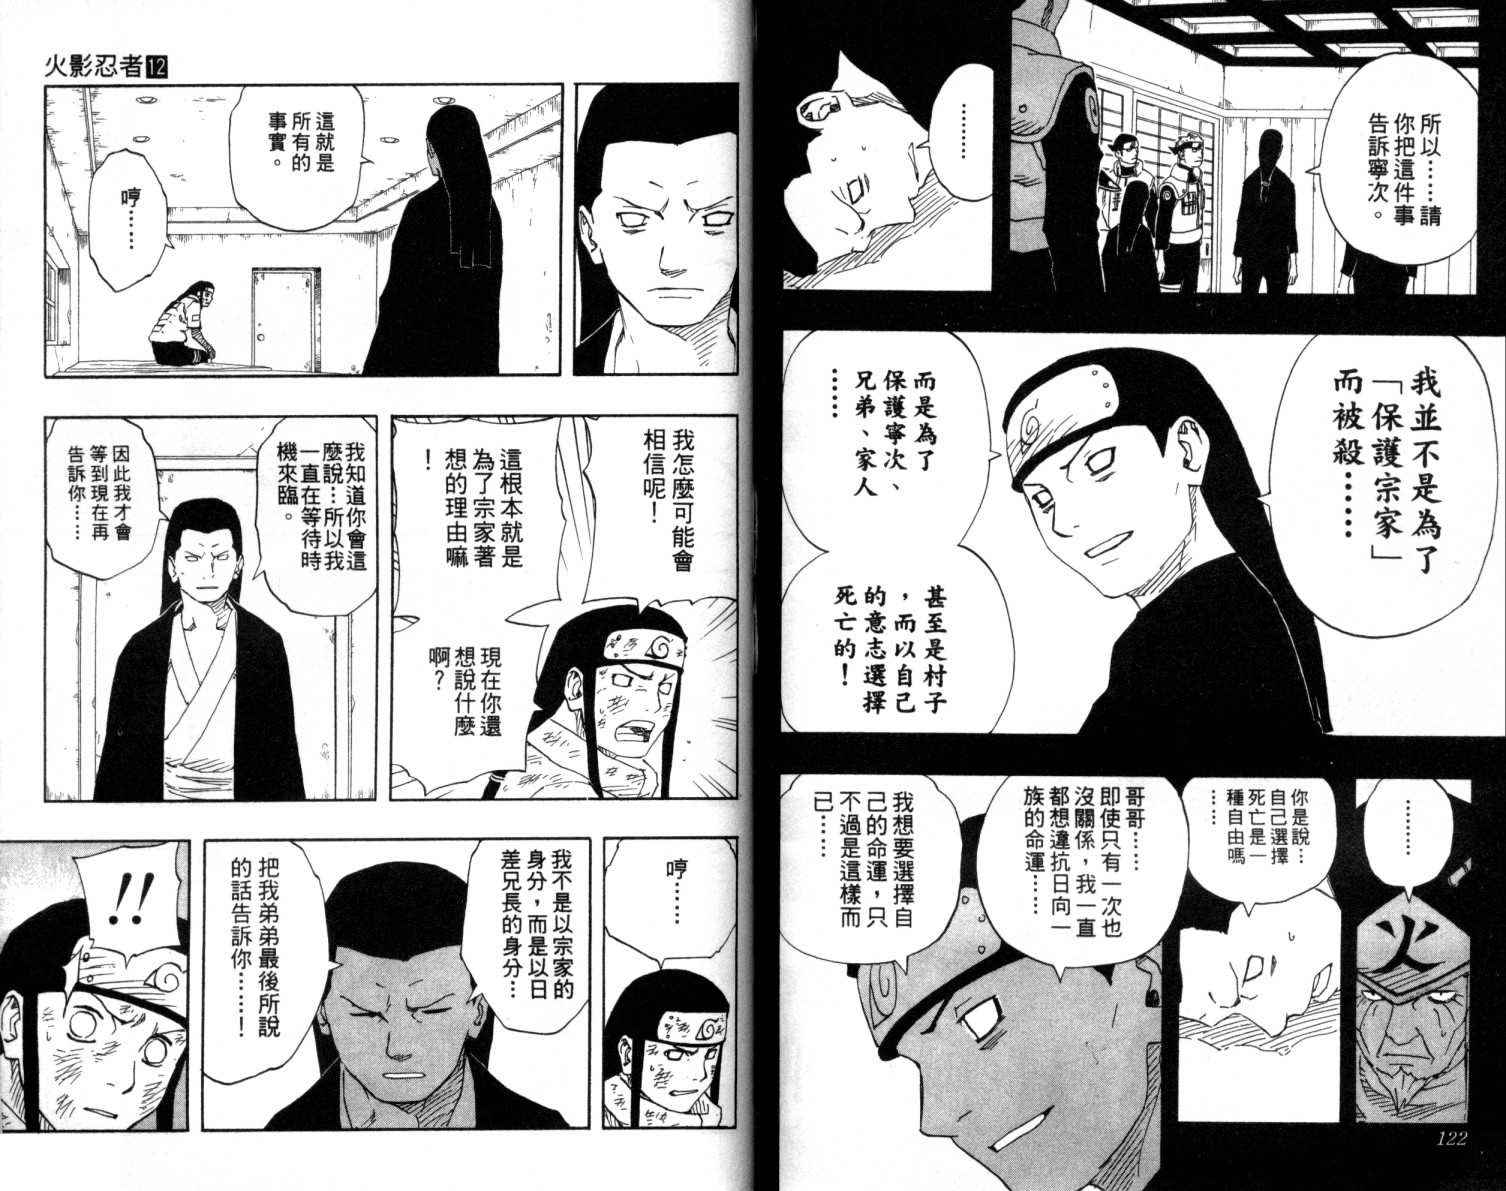 所以……請
你把這件事
告訴寧次。
………
我並不是為了
「保護宗家」
而被殺……
而是為了
保護寧次、
兄弟、家人
……
甚至是村子
，而以自己
的意志選擇
死亡的！
………
你是說…
自己選擇
死亡是一
種自由嗎
……
哥哥……
即使只有一次也
沒關係，我一直
都想違抗日向一
族的命運……
我想要選擇自
己的命運，只
不過是這樣而
已……
火
122
火影忍者12
這就是
所有的
事實。
哼……
我怎麼可能會
相信呢！
這根本就是
為了宗家著
想的理由嘛
！
現在你還
想說什麼
啊？
我知道你會這
麼說…所以我
一直在等待時
機來臨。
因此我才會
等到現在再
告訴你……
哼……
我不是以宗家的
身分，而是以日
差兄長的身分…
把我弟弟最後所說
的話告訴你……！
!!